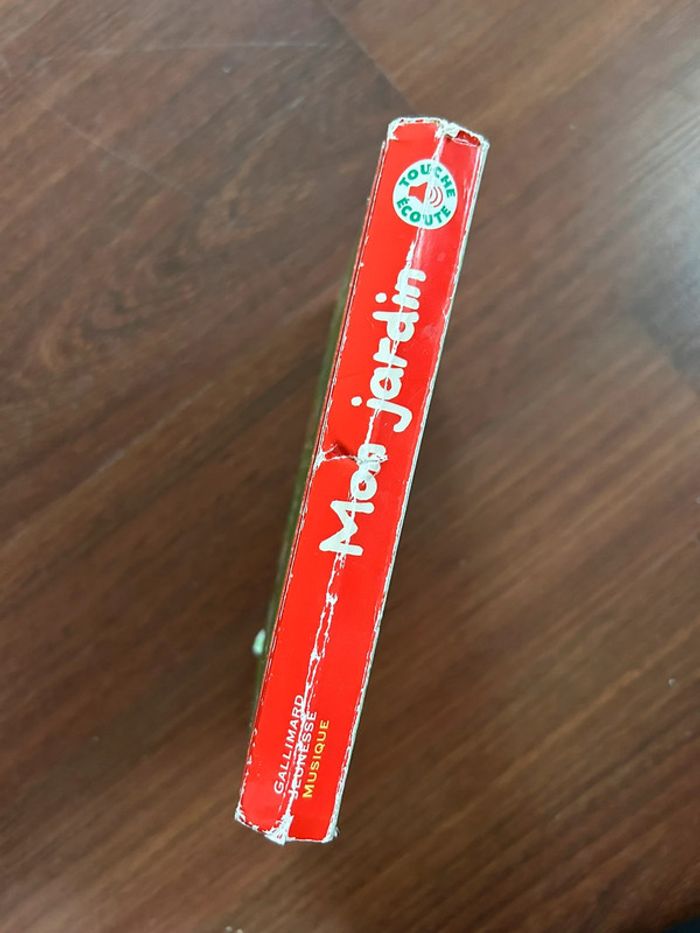 TOUCHE
ÉCOUTE
Mon jardin
GALLIMARD
JEUNESSE
MUSIQUE